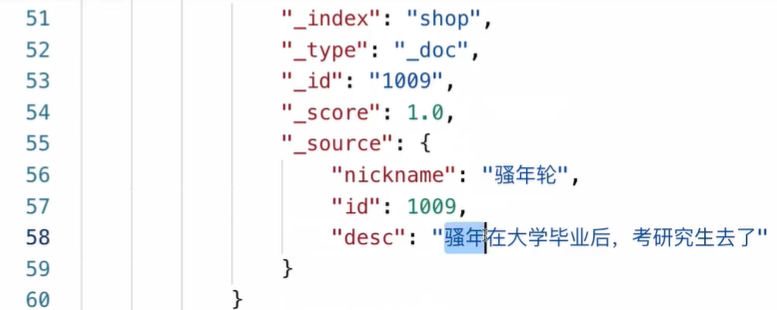 51 "_index": "shop",
52 "_type": "_doc",
53 "_id": "1009",
54 "_score": 1.0,
55 "_source": {
56 "nickname": "骚年轮",
57 "id": 1009,
58 "desc": "骚年在大学毕业后，考研究生去了"
59 }
60 }